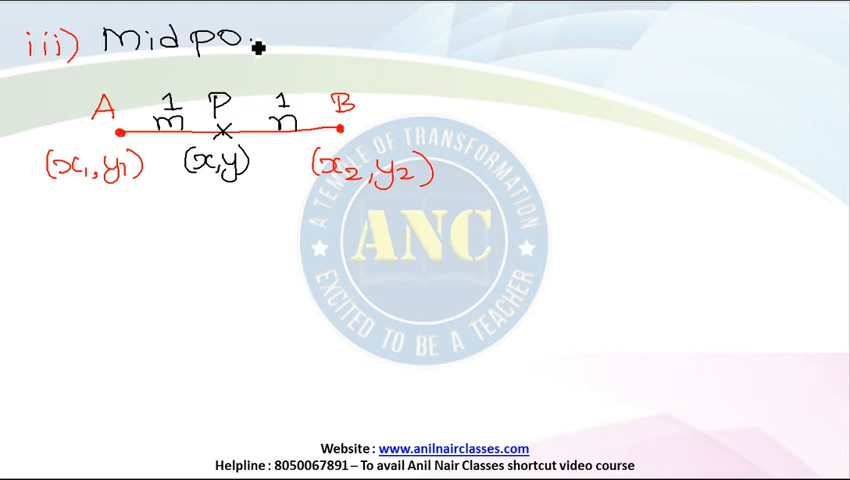 iii) Midpo
A 1 P 1 B
m n
(x₁,y₁) (x,y) (x₂,y₂)
A TEMPLE OF TRANSFORMATION
ANC
EXCITED TO BE A TEACHER
Website : www.anilnairclasses.com
Helpline : 8050067891 – To avail Anil Nair Classes shortcut video course